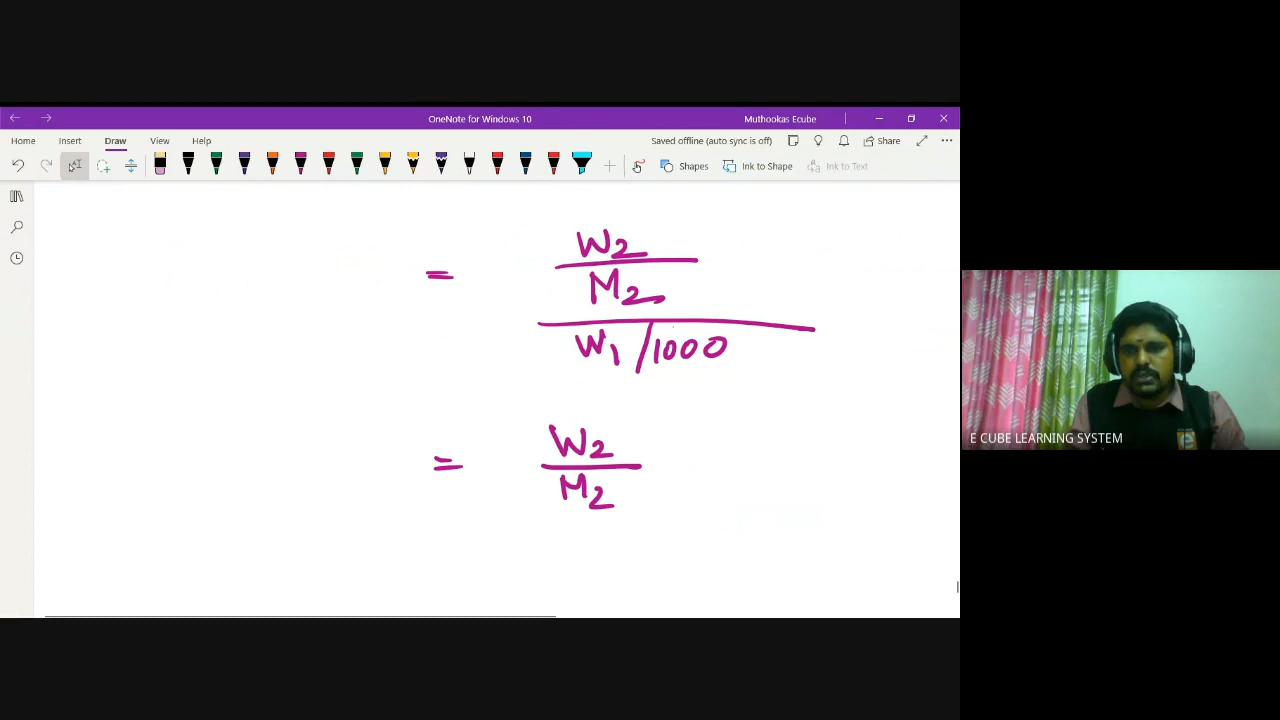 OneNote for Windows 10
Muthookas Ecube
Home Insert Draw View Help
Saved offline (auto sync is off)
Share
Shapes
Ink to Shape
Ink to Text
= W2
M2
W1 / 1000
= W2
M2
E CUBE LEARNING SYSTEM